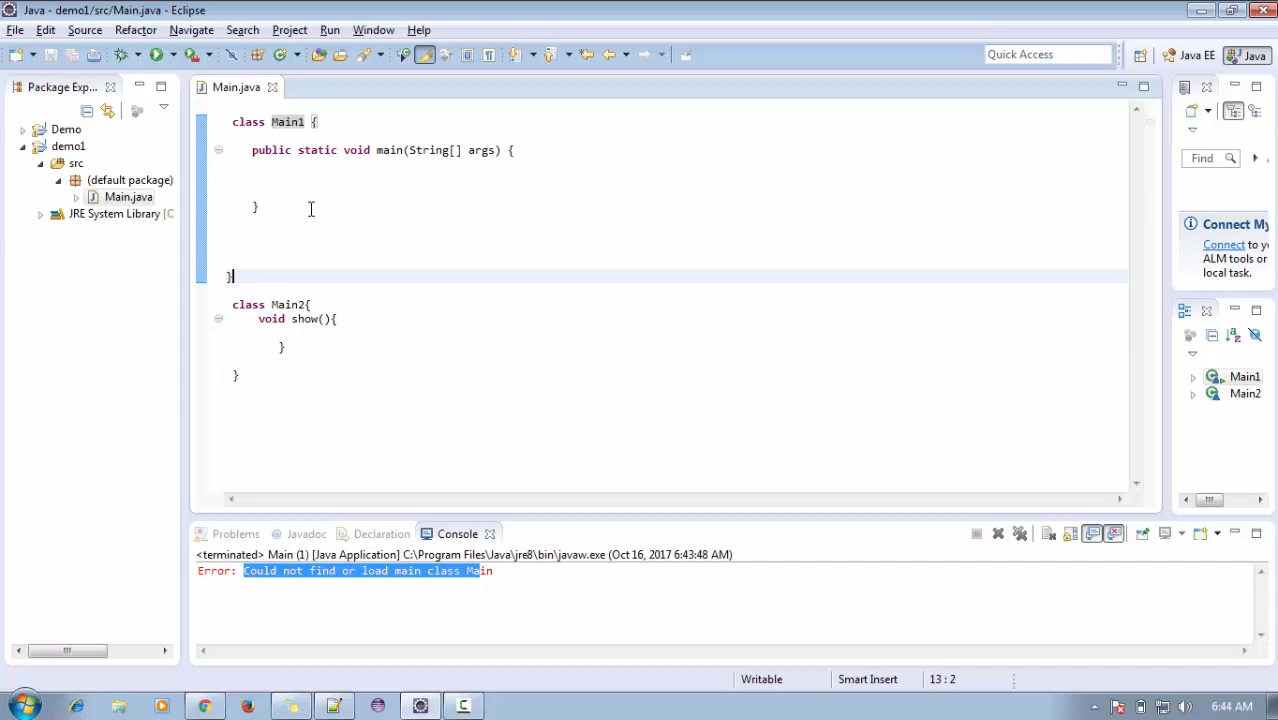 Java - demo1/src/Main.java - Eclipse
File Edit Source Refactor Navigate Search Project Run Window Help
Quick Access
Java EE
Java
Package Exp...
Demo
demo1
src
(default package)
Main.java
JRE System Library [C
Main.java
class Main1 {
public static void main(String[] args) {
}
}
class Main2{
void show(){
}
}
Find
Connect My
Connect to yo
ALM tools or
local task.
Main1
Main2
Problems @ Javadoc Declaration Console
<terminated> Main (1) [Java Application] C:\Program Files\Java\jre8\bin\javaw.exe (Oct 16, 2017 6:43:48 AM)
Error: Could not find or load main class Main
Writable Smart Insert 13 : 2
6:44 AM